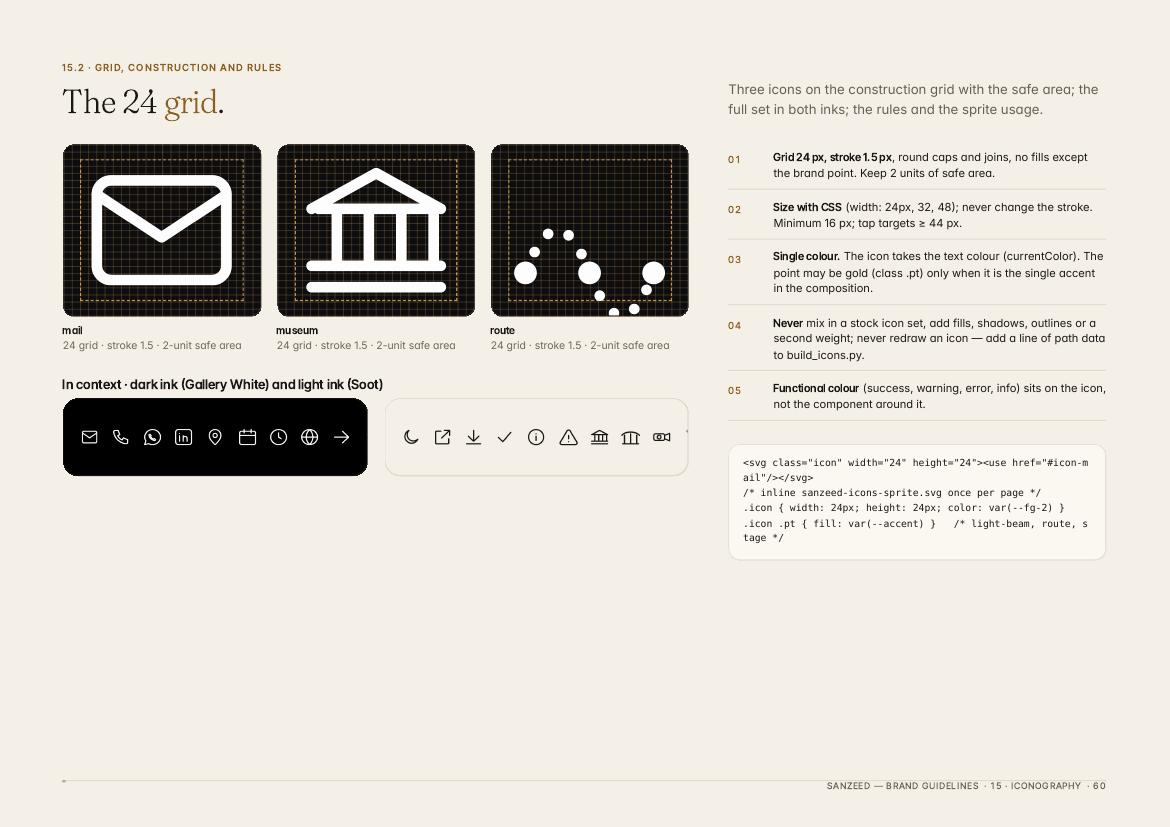 15.2 · GRID, CONSTRUCTION AND RULES
The 24 grid.
Three icons on the construction grid with the safe area; the
full set in both inks; the rules and the sprite usage.
mail
24 grid · stroke 1.5 · 2-unit safe area
museum
24 grid · stroke 1.5 · 2-unit safe area
route
24 grid · stroke 1.5 · 2-unit safe area
In context · dark ink (Gallery White) and light ink (Soot)
in
01
Grid 24 px, stroke 1.5 px, round caps and joins, no fills except
the brand point. Keep 2 units of safe area.
02
Size with CSS (width: 24px, 32, 48); never change the stroke.
Minimum 16 px; tap targets ≥ 44 px.
03
Single colour. The icon takes the text colour (currentColor). The
point may be gold (class .pt) only when it is the single accent
in the composition.
04
Never mix in a stock icon set, add fills, shadows, outlines or a
second weight; never redraw an icon — add a line of path data
to build_icons.py.
05
Functional colour (success, warning, error, info) sits on the icon,
not the component around it.
<svg class="icon" width="24" height="24"><use href="#icon-m
ail"/></svg>
/* inline sanzeed-icons-sprite.svg once per page */
.icon { width: 24px; height: 24px; color: var(--fg-2) }
.icon .pt { fill: var(--accent) }   /* light-beam, route, s
tage */
SANZEED — BRAND GUIDELINES · 15 · ICONOGRAPHY · 60